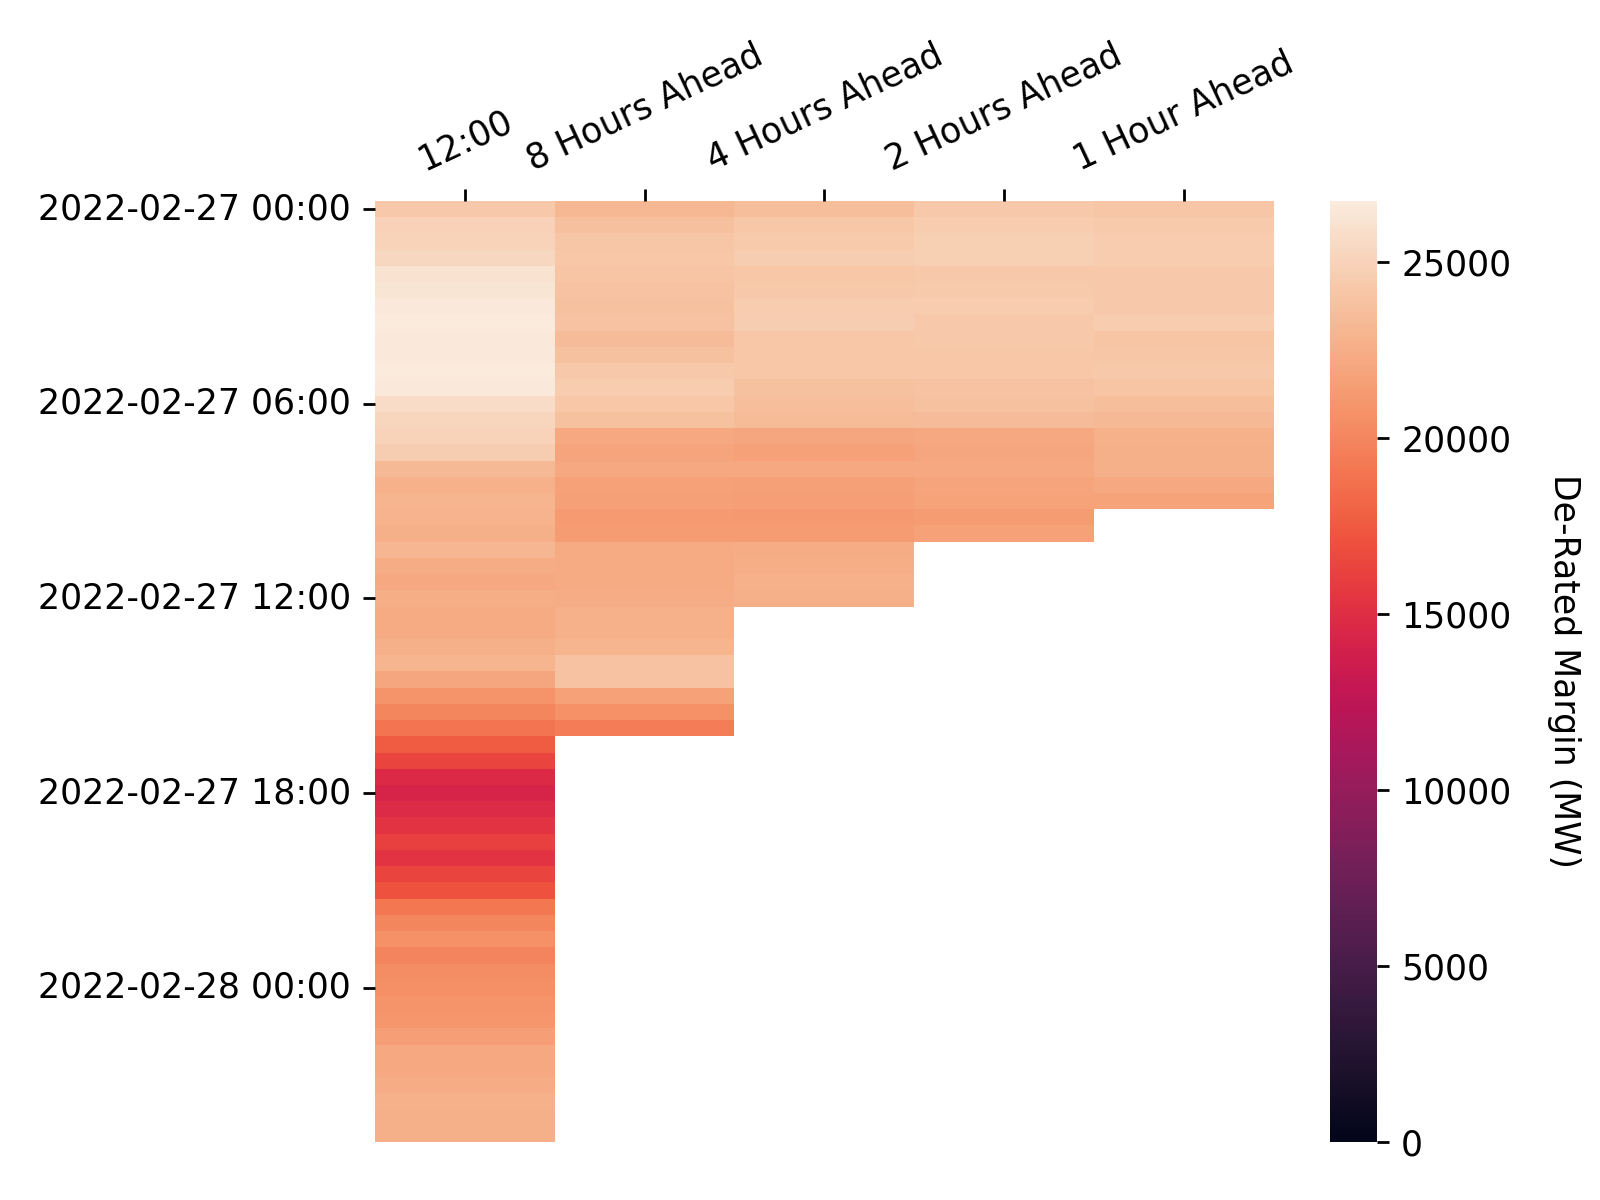 12:00
8 Hours Ahead
4 Hours Ahead
2 Hours Ahead
1 Hour Ahead
2022-02-27 00:00
2022-02-27 06:00
2022-02-27 12:00
2022-02-27 18:00
2022-02-28 00:00
25000
20000
15000
10000
5000
0
De-Rated Margin (MW)